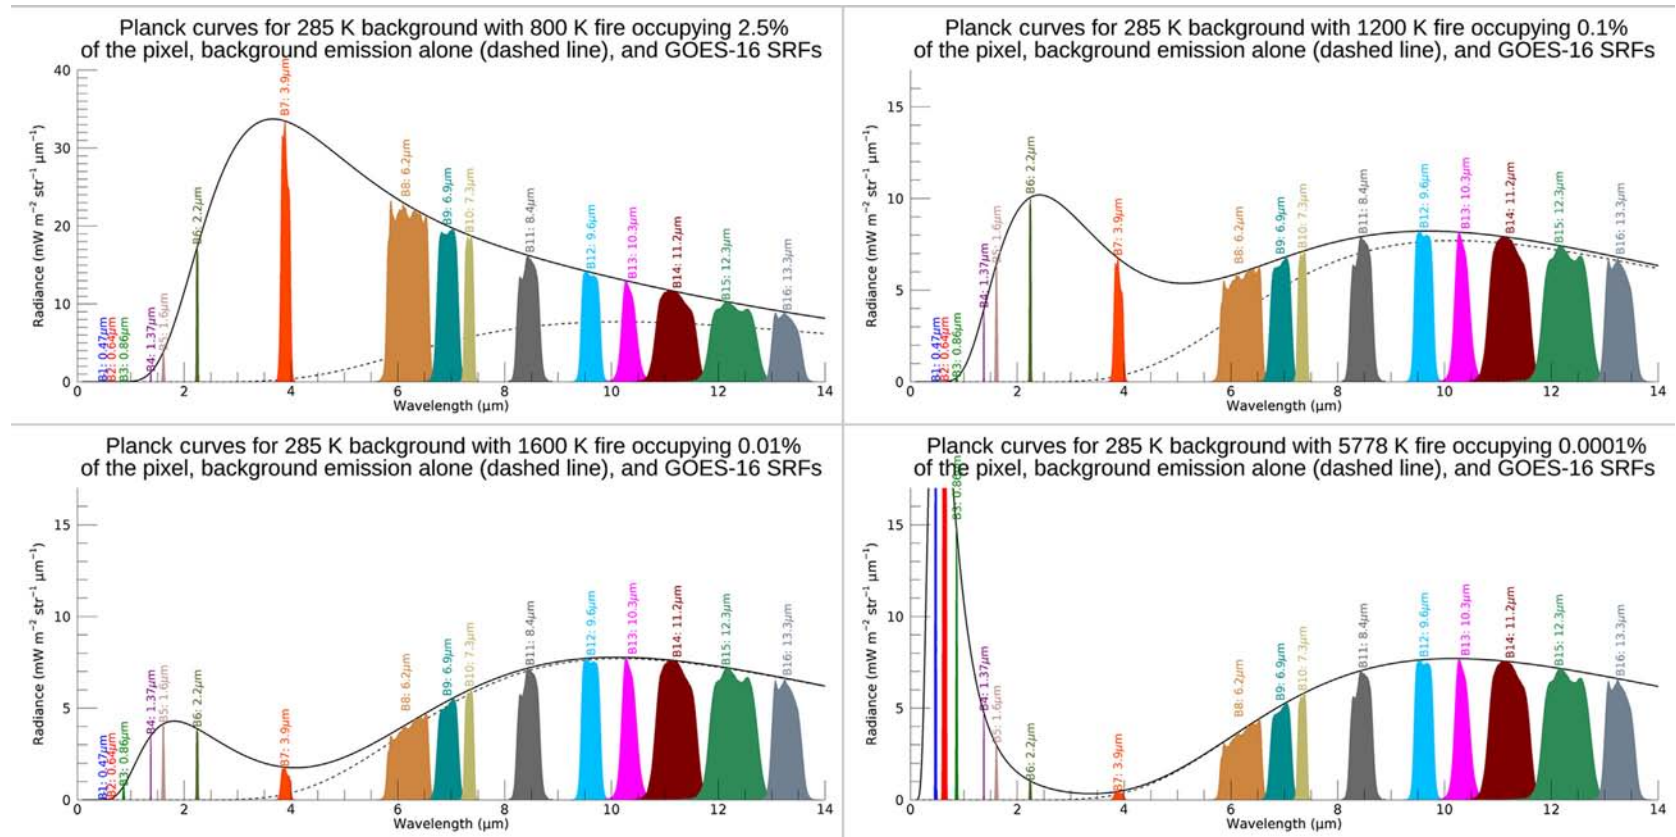 Planck curves for 285 K background with 800 K fire occupying 2.5%
of the pixel, background emission alone (dashed line), and GOES-16 SRFs
40
30
20
10
0
Radiance (mW m⁻² str⁻¹ μm⁻¹)
B1: 0.47μm
B2: 0.64μm
B3: 0.86μm
B4: 1.37μm
B5: 1.6μm
B6: 2.2μm
B7: 3.9μm
B8: 6.2μm
B9: 6.9μm
B10: 7.3μm
B11: 8.4μm
B12: 9.6μm
B13: 10.3μm
B14: 11.2μm
B15: 12.3μm
B16: 13.3μm
0 2 4 6 8 10 12 14
Wavelength (μm)
Planck curves for 285 K background with 1200 K fire occupying 0.1%
of the pixel, background emission alone (dashed line), and GOES-16 SRFs
15
10
5
0
Radiance (mW m⁻² str⁻¹ μm⁻¹)
B1: 0.47μm
B2: 0.64μm
B3: 0.86μm
B4: 1.37μm
B5: 1.6μm
B6: 2.2μm
B7: 3.9μm
B8: 6.2μm
B9: 6.9μm
B10: 7.3μm
B11: 8.4μm
B12: 9.6μm
B13: 10.3μm
B14: 11.2μm
B15: 12.3μm
B16: 13.3μm
0 2 4 6 8 10 12 14
Wavelength (μm)
Planck curves for 285 K background with 1600 K fire occupying 0.01%
of the pixel, background emission alone (dashed line), and GOES-16 SRFs
15
10
5
0
Radiance (mW m⁻² str⁻¹ μm⁻¹)
B1: 0.47μm
B2: 0.64μm
B3: 0.86μm
B4: 1.37μm
B5: 1.6μm
B6: 2.2μm
B7: 3.9μm
B8: 6.2μm
B9: 6.9μm
B10: 7.3μm
B11: 8.4μm
B12: 9.6μm
B13: 10.3μm
B14: 11.2μm
B15: 12.3μm
B16: 13.3μm
0 2 4 6 8 10 12 14
Wavelength (μm)
Planck curves for 285 K background with 5778 K fire occupying 0.0001%
of the pixel, background emission alone (dashed line), and GOES-16 SRFs
15
10
5
0
Radiance (mW m⁻² str⁻¹ μm⁻¹)
B3: 0.86μm
B4: 1.37μm
B5: 1.6μm
B6: 2.2μm
B7: 3.9μm
B8: 6.2μm
B9: 6.9μm
B10: 7.3μm
B11: 8.4μm
B12: 9.6μm
B13: 10.3μm
B14: 11.2μm
B15: 12.3μm
B16: 13.3μm
0 2 4 6 8 10 12 14
Wavelength (μm)